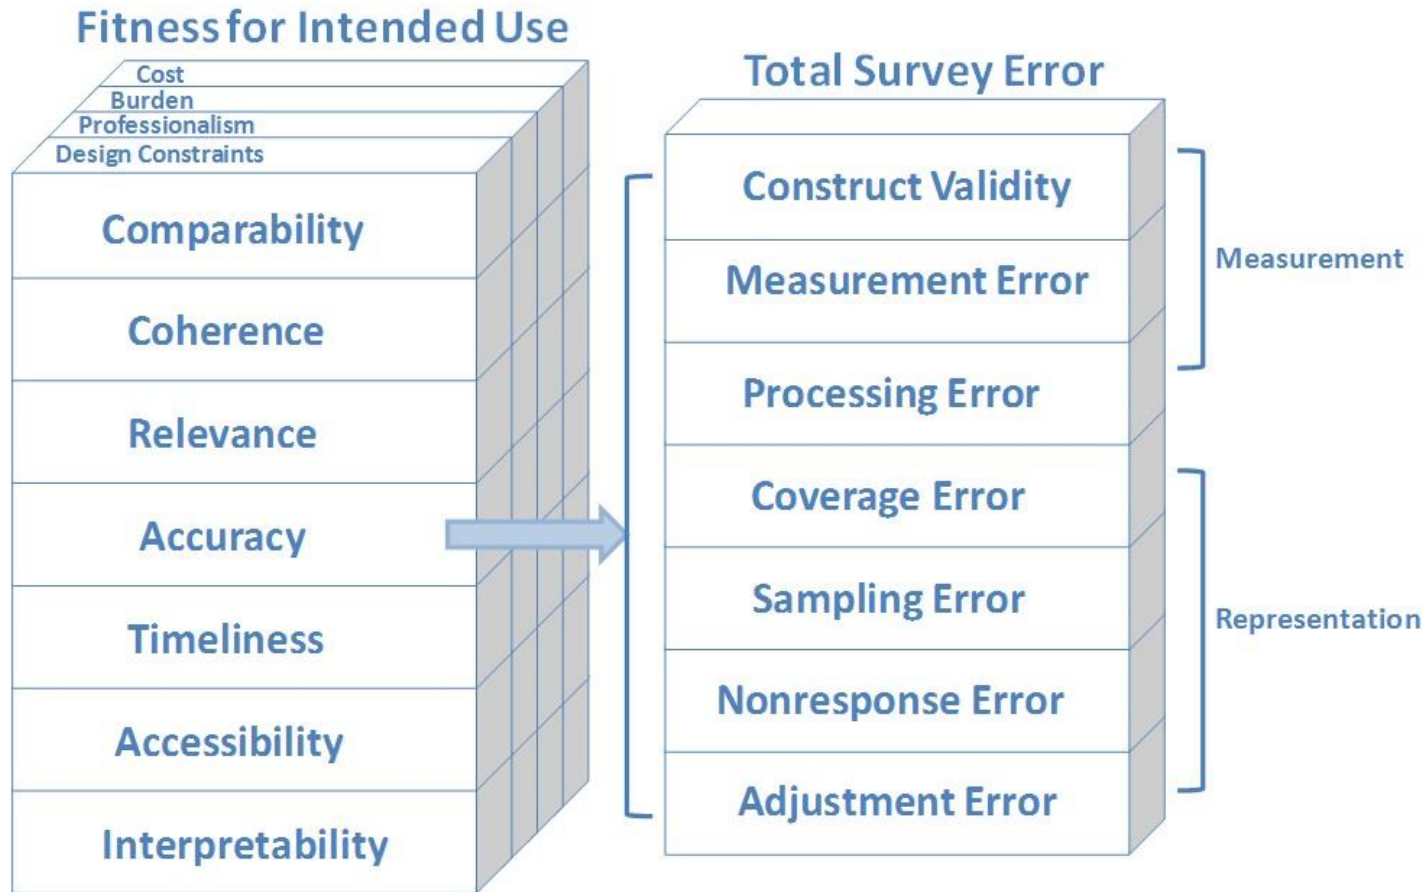 Fitness for Intended Use
Cost
Burden
Professionalism
Design Constraints
Comparability
Coherence
Relevance
Accuracy
Timeliness
Accessibility
Interpretability
Total Survey Error
Construct Validity
Measurement Error
Processing Error
Coverage Error
Sampling Error
Nonresponse Error
Adjustment Error
Measurement
Representation